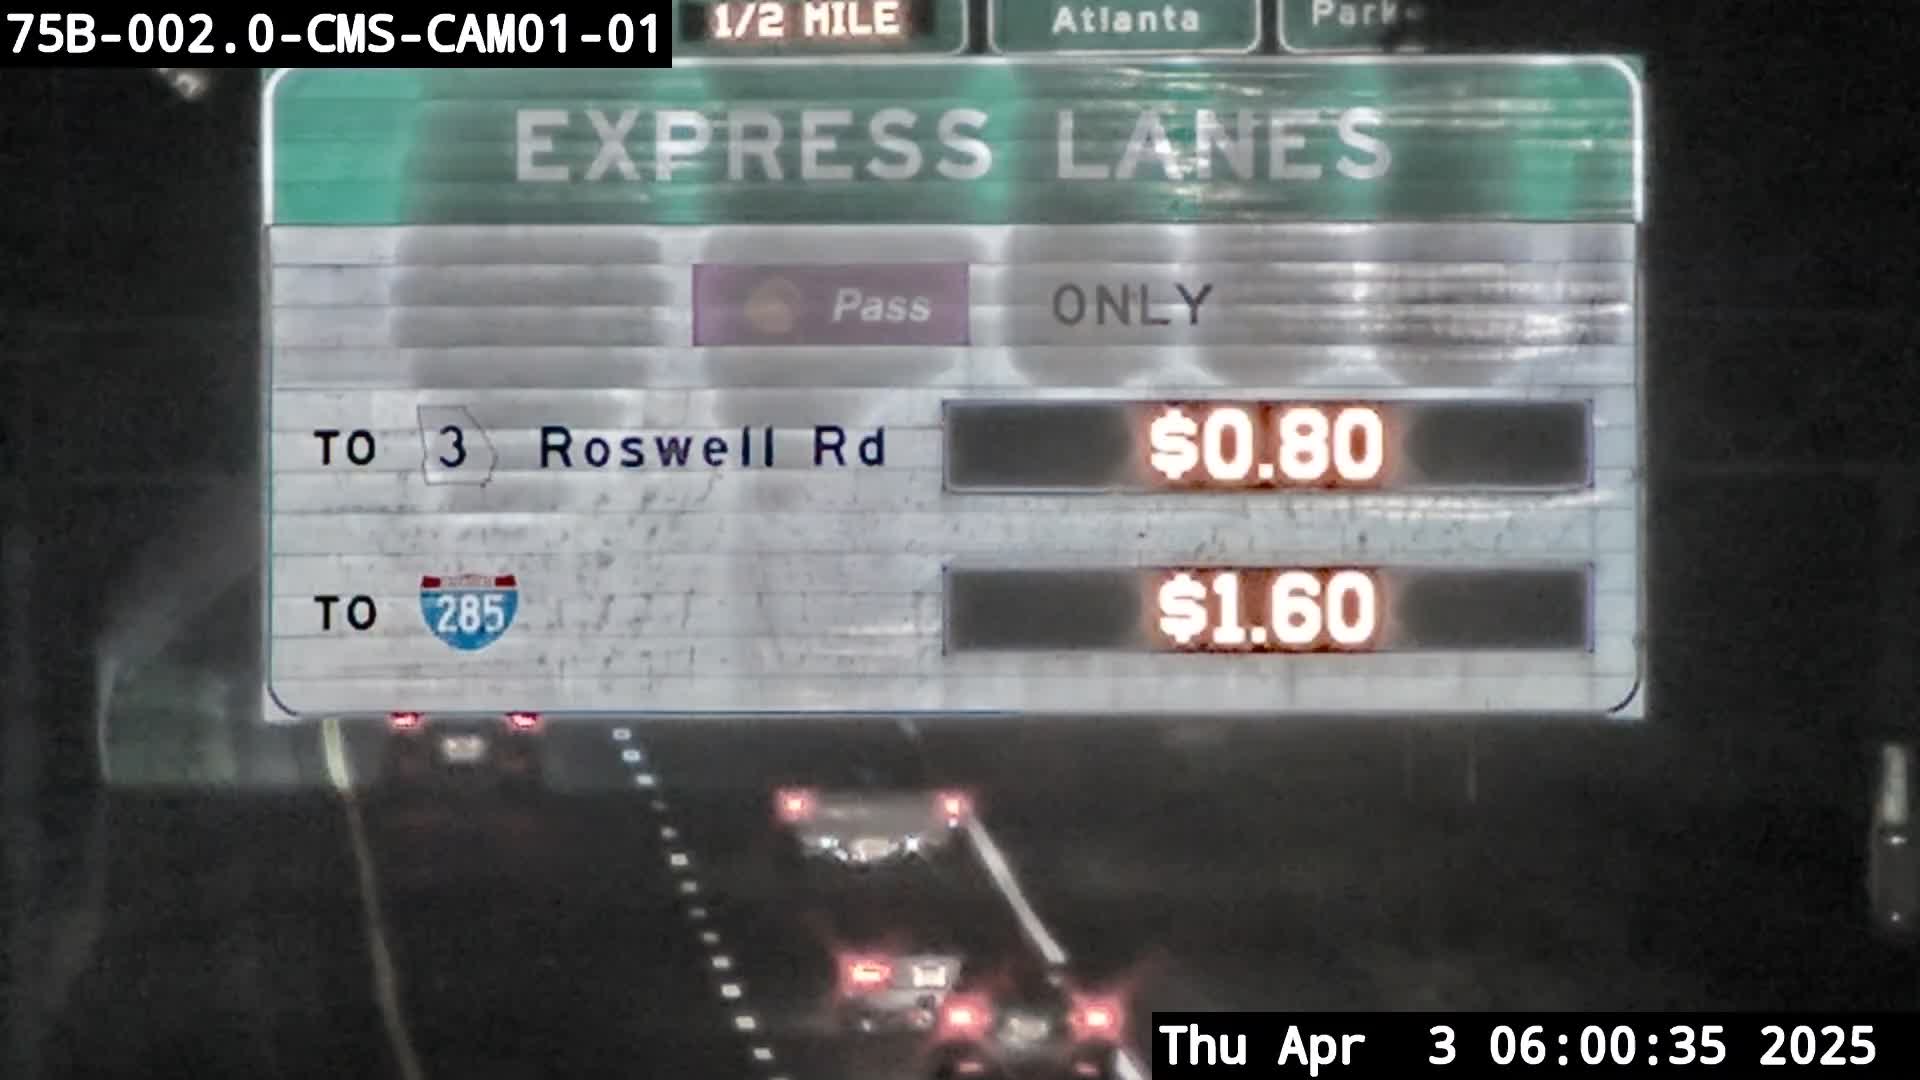 75B-002.0-CMS-CAM01-01
1/2 MILE
Atlanta
Park
EXPRESS LANES
Pass ONLY
TO 3 Roswell Rd $0.80
TO 285 $1.60
Thu Apr 3 06:00:35 2025